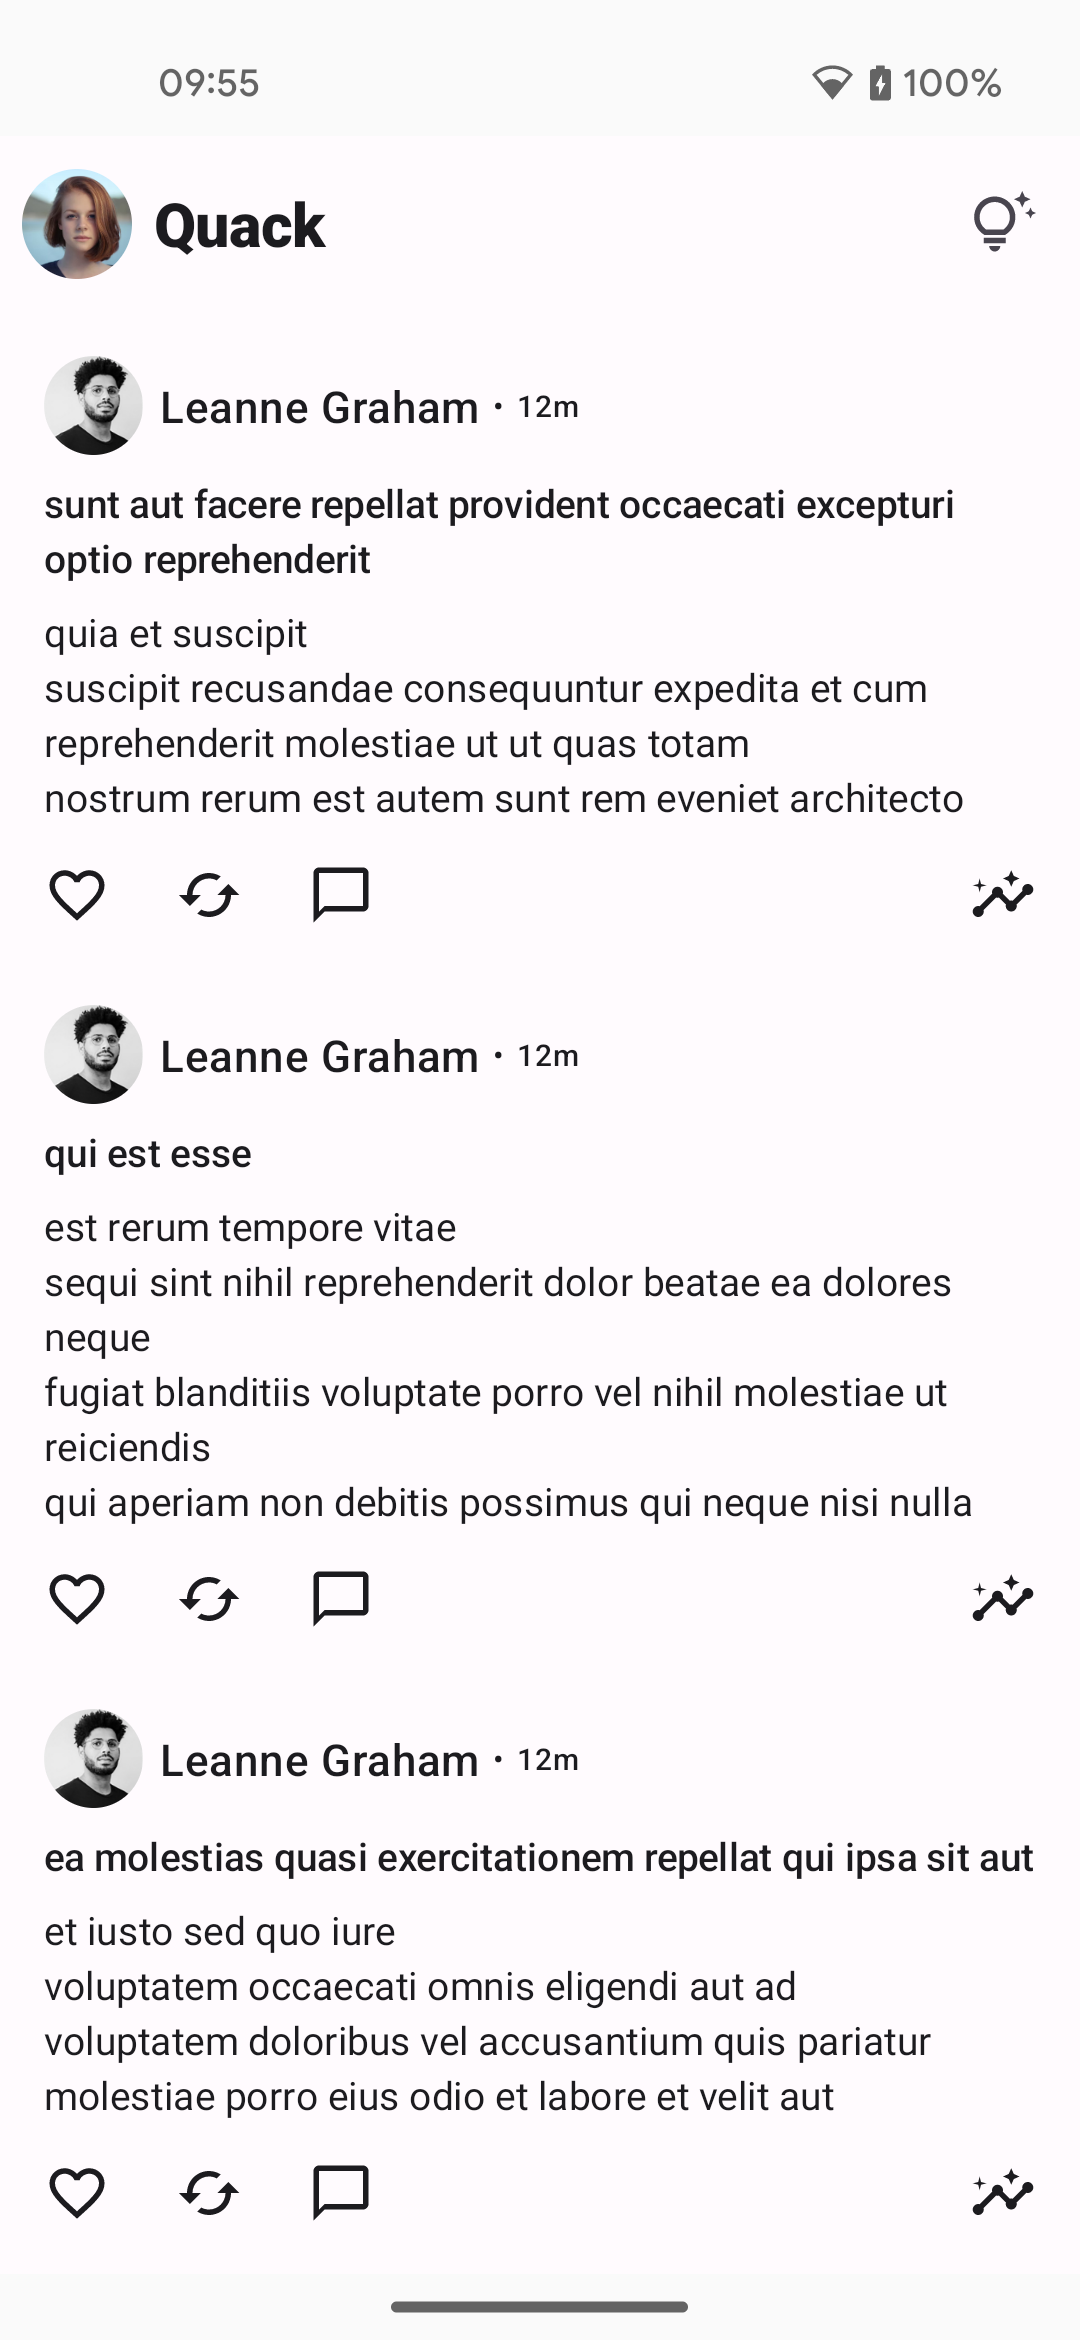 09:55
100%
Quack
Leanne Graham • 12m
sunt aut facere repellat provident occaecati excepturi
optio reprehenderit
quia et suscipit
suscipit recusandae consequuntur expedita et cum
reprehenderit molestiae ut ut quas totam
nostrum rerum est autem sunt rem eveniet architecto
Leanne Graham • 12m
qui est esse
est rerum tempore vitae
sequi sint nihil reprehenderit dolor beatae ea dolores
neque
fugiat blanditiis voluptate porro vel nihil molestiae ut
reiciendis
qui aperiam non debitis possimus qui neque nisi nulla
Leanne Graham • 12m
ea molestias quasi exercitationem repellat qui ipsa sit aut
et iusto sed quo iure
voluptatem occaecati omnis eligendi aut ad
voluptatem doloribus vel accusantium quis pariatur
molestiae porro eius odio et labore et velit aut